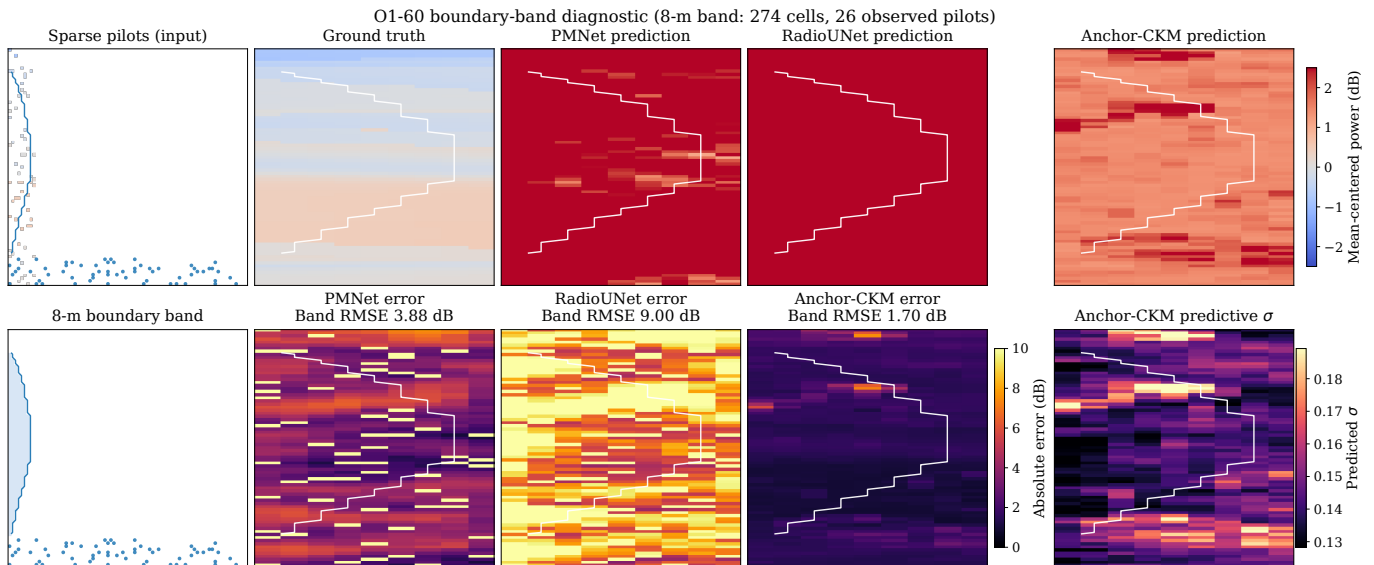 O1-60 boundary-band diagnostic (8-m band: 274 cells, 26 observed pilots)
Sparse pilots (input)
Ground truth
PMNet prediction
RadioUNet prediction
Anchor-CKM prediction
2
1
0
−1
−2
Mean-centered power (dB)
8-m boundary band
PMNet error
Band RMSE 3.88 dB
RadioUNet error
Band RMSE 9.00 dB
Anchor-CKM error
Band RMSE 1.70 dB
10
8
6
4
2
0
Absolute error (dB)
Anchor-CKM predictive σ
0.18
0.17
0.16
0.15
0.14
0.13
Predicted σ